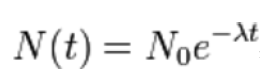 N(t) = N₀e^{-λt}